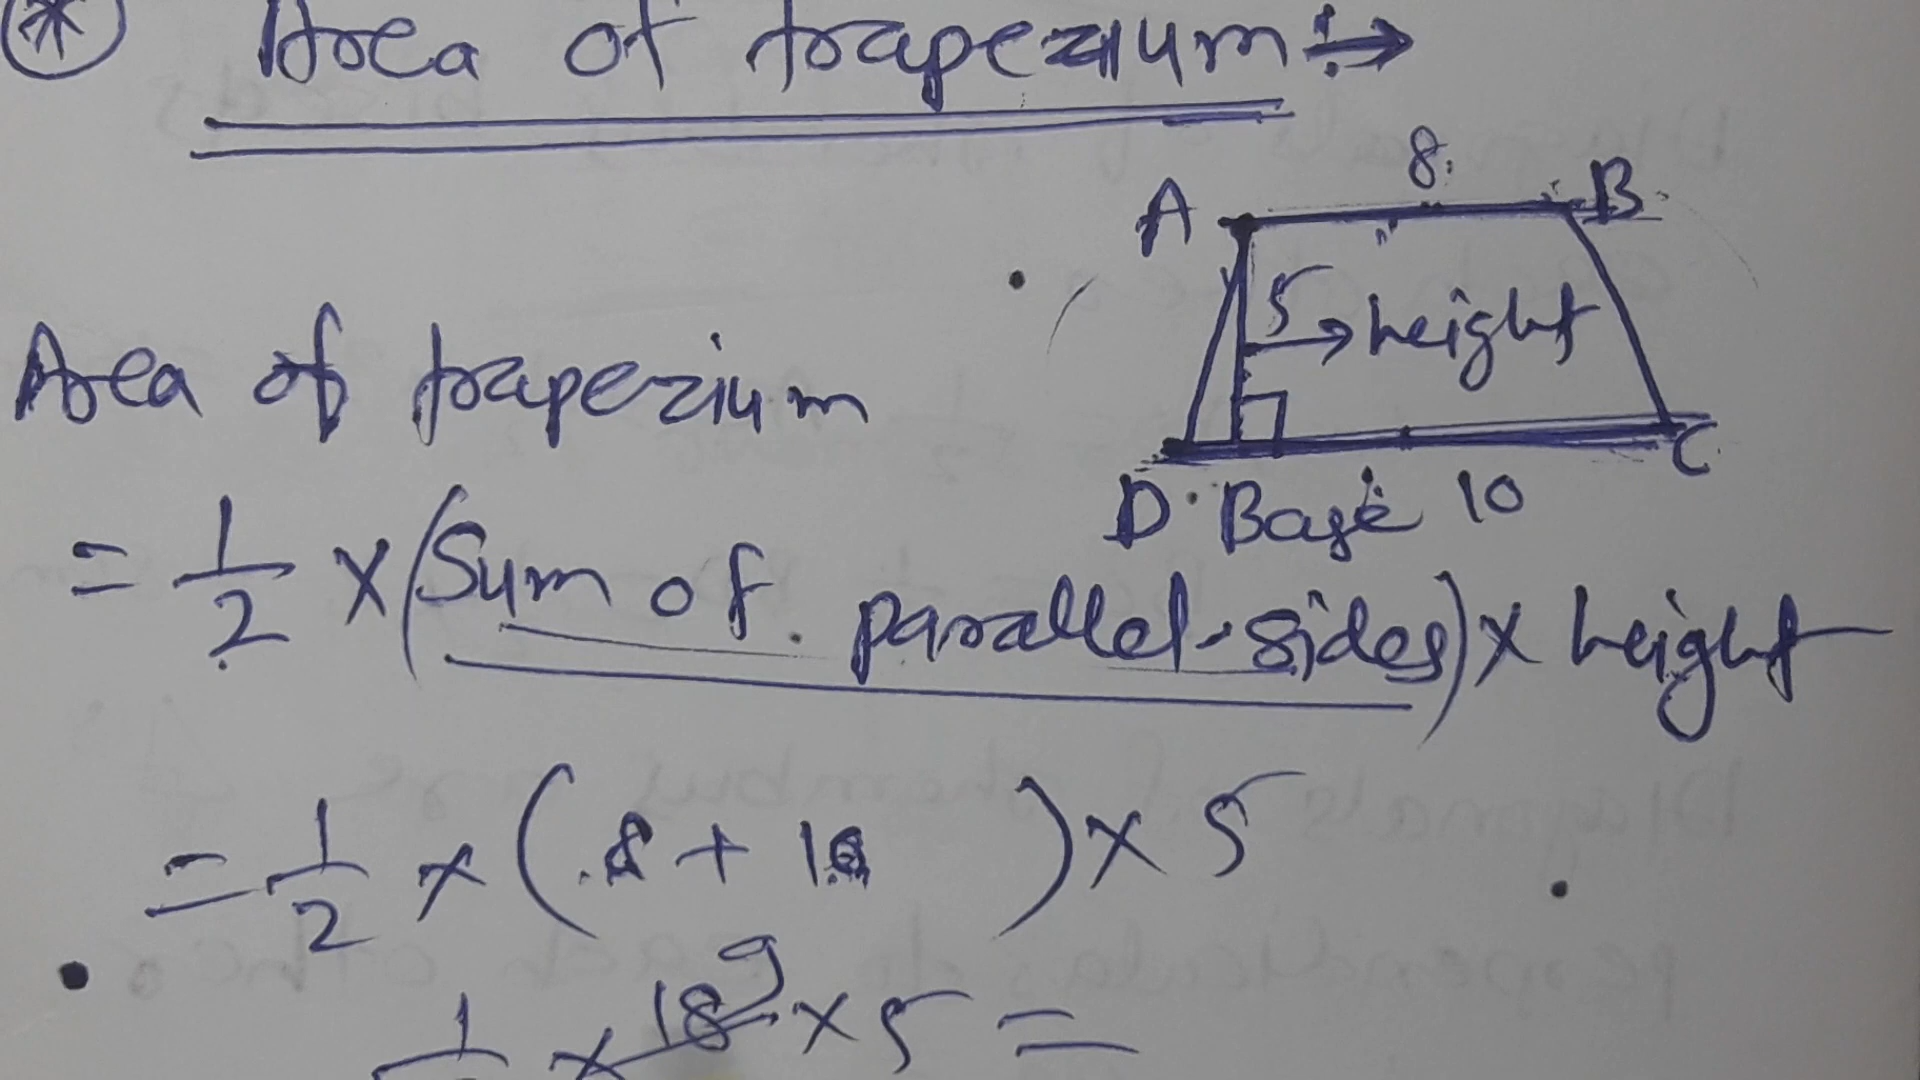 * Area of trapezium :→
8
A B
5 → height
D C
Base 10
Area of trapezium
= 1/2 × (Sum of parallel sides) × height
= 1/2 × (8 + 10) × 5
1 × 18 9 × 5 =